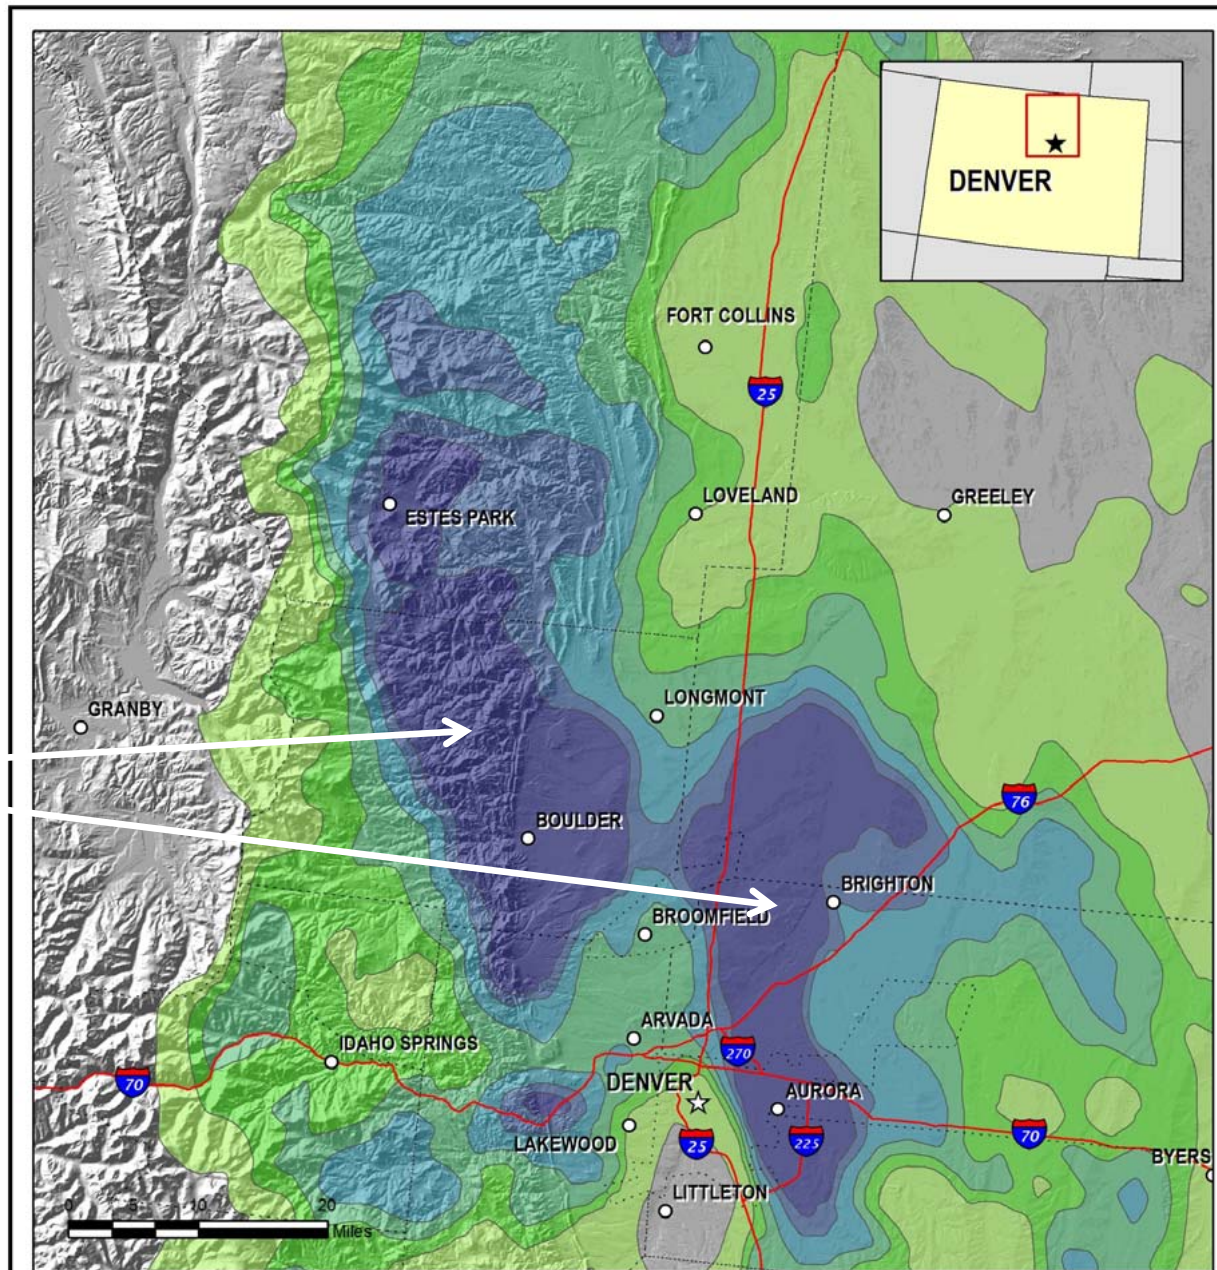 DENVER
FORT COLLINS
25
LOVELAND
GREELEY
ESTES PARK
LONGMONT
GRANBY
76
BOULDER
BRIGHTON
BROOMFIELD
ARVADA
IDAHO SPRINGS
270
70
DENVER
AURORA
LAKEWOOD
25
225
70
BYERS
LITTLETON
0 5 10 20
Miles